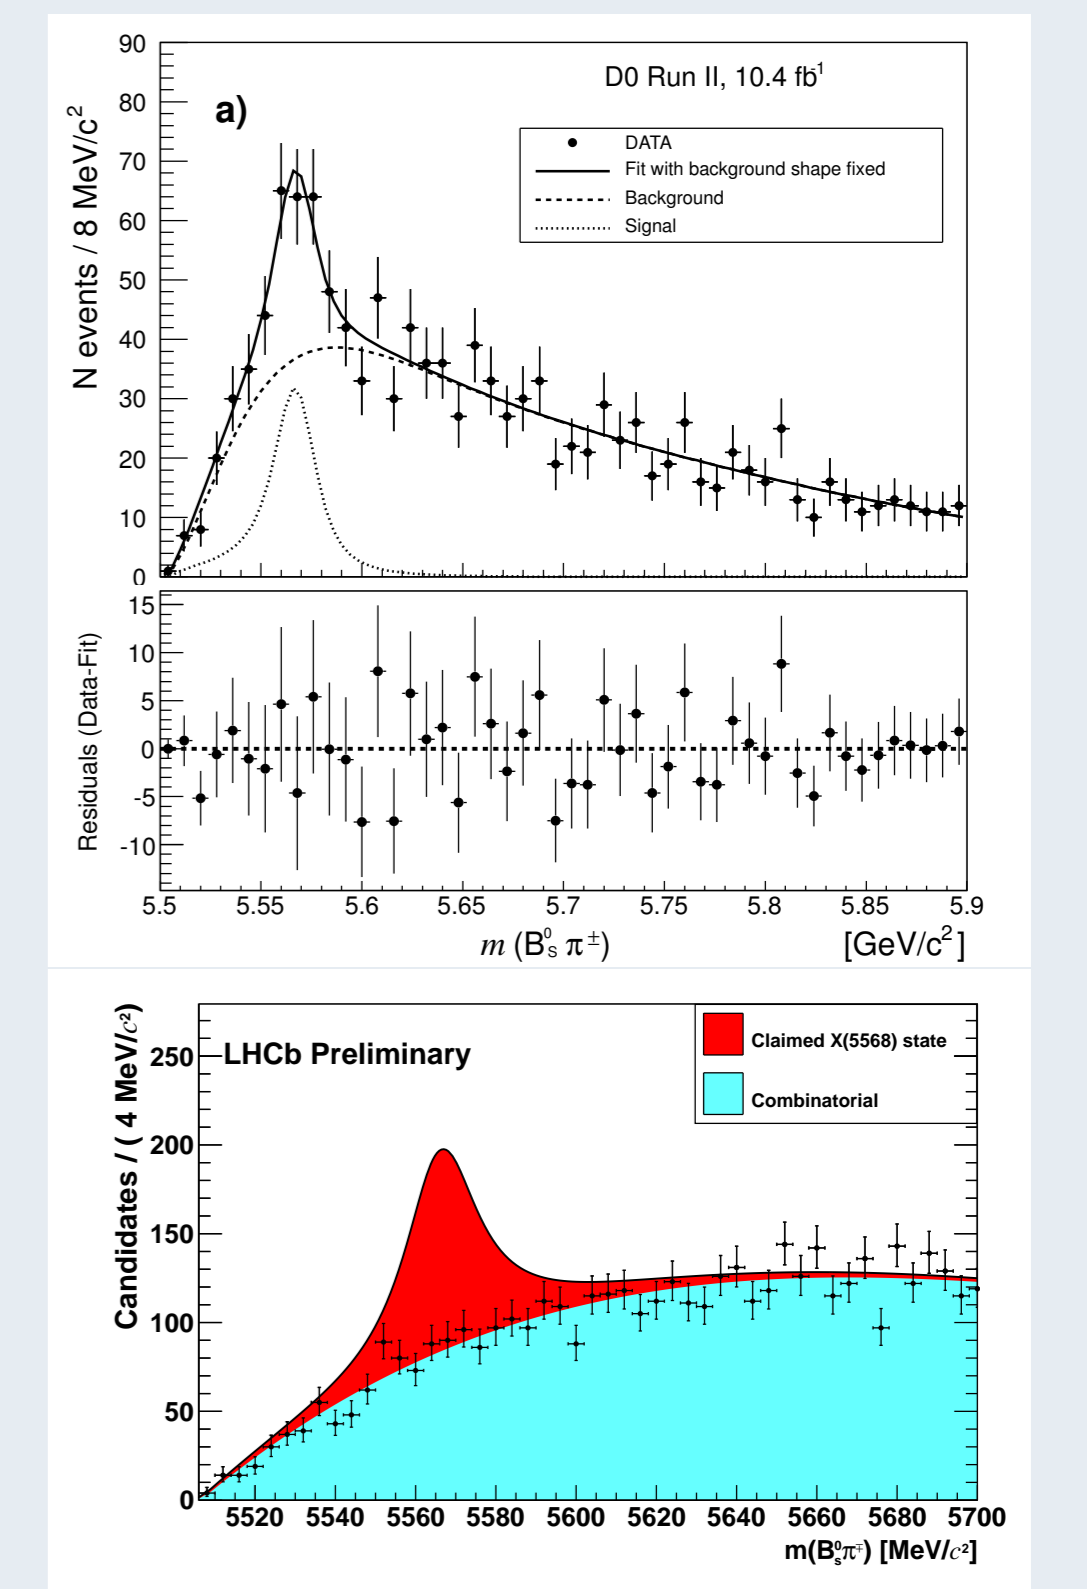 D0 Run II, 10.4 fb⁻¹
a)
DATA
Fit with background shape fixed
Background
Signal
N events / 8 MeV/c²
90
80
70
60
50
40
30
20
10
0
Residuals (Data-Fit)
15
10
5
0
-5
-10
5.5 5.55 5.6 5.65 5.7 5.75 5.8 5.85 5.9
m (B⁰ₛ π±) [GeV/c²]
Candidates / ( 4 MeV/c²)
LHCb Preliminary
Claimed X(5568) state
Combinatorial
250
200
150
100
50
0
5520 5540 5560 5580 5600 5620 5640 5660 5680 5700
m(B⁰ₛπ∓) [MeV/c²]